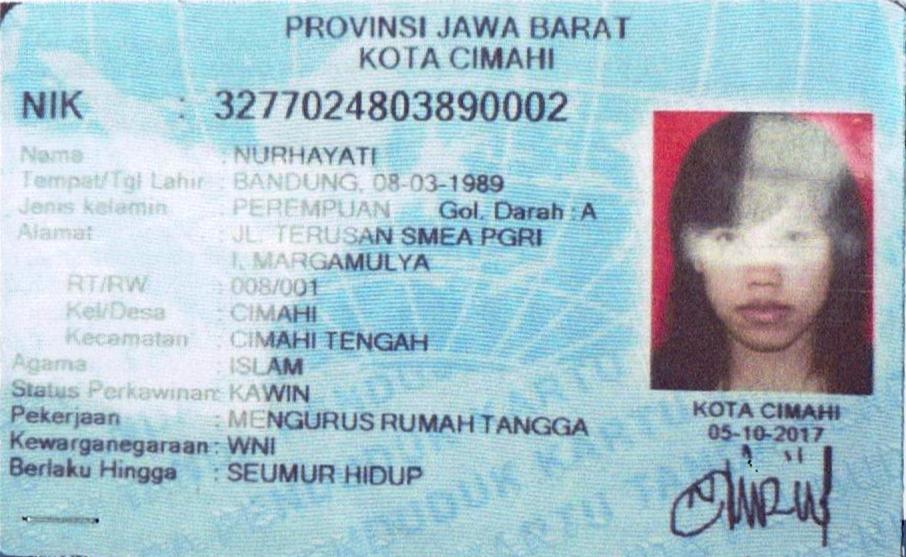 PROVINSI JAWA BARAT
KOTA CIMAHI
NIK : 3277024803890002
Nama : NURHAYATI
Tempat/Tgl Lahir : BANDUNG, 08-03-1989
Jenis kelamin : PEREMPUAN Gol. Darah : A
Alamat : JL. TERUSAN SMEA PGRI
I. MARGAMULYA
RT/RW : 008/001
Kel/Desa : CIMAHI
Kecamatan : CIMAHI TENGAH
Agama : ISLAM
Status Perkawinan: KAWIN
Pekerjaan : MENGURUS RUMAH TANGGA
Kewarganegaraan : WNI
Berlaku Hingga : SEUMUR HIDUP
KOTA CIMAHI
05-10-2017